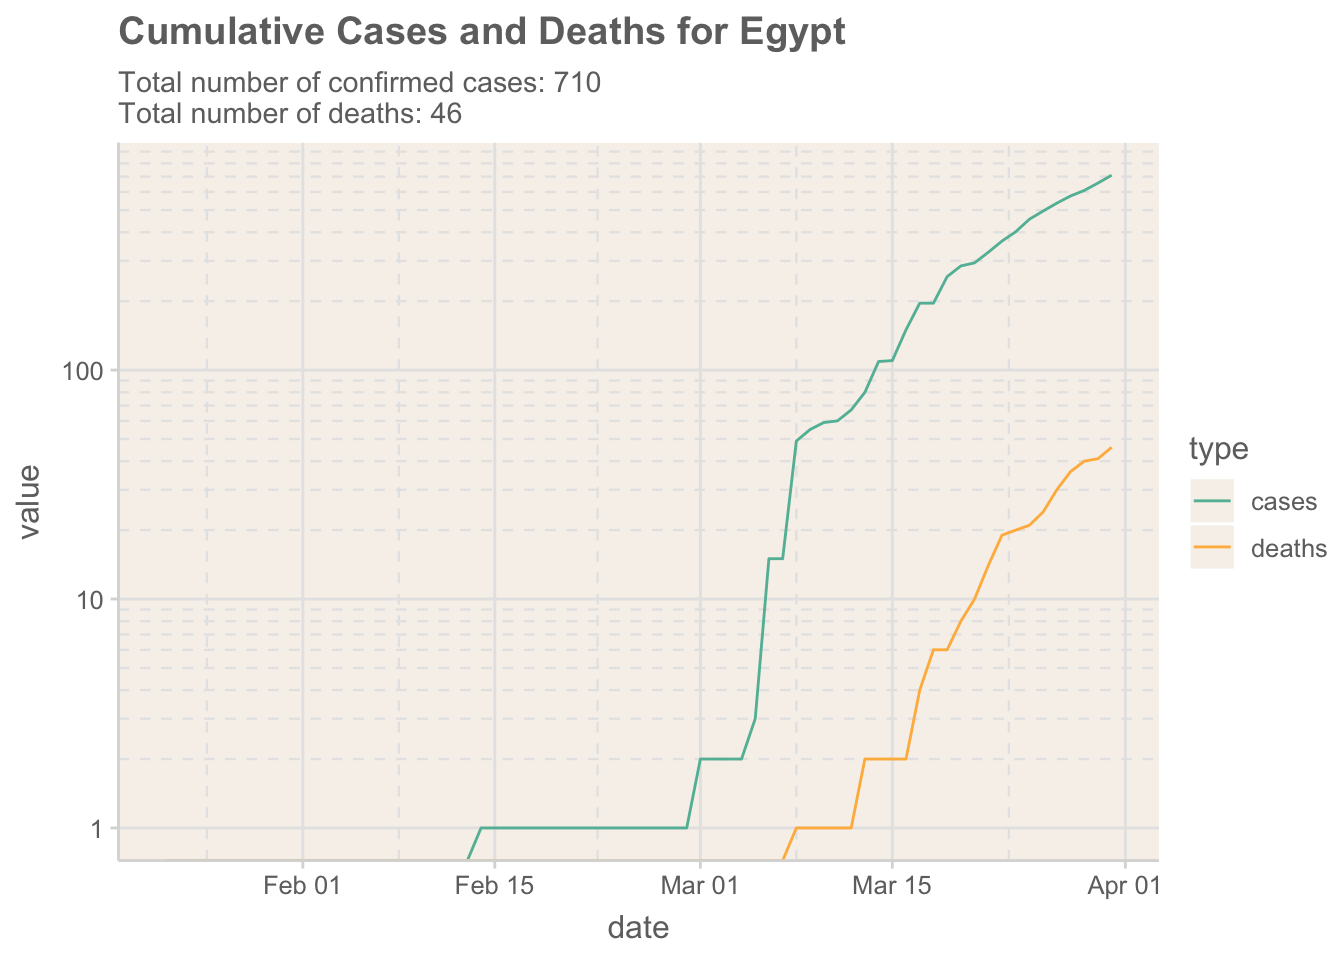 Cumulative Cases and Deaths for Egypt
Total number of confirmed cases: 710
Total number of deaths: 46
value
100
10
1
Feb 01
Feb 15
Mar 01
Mar 15
Apr 01
date
type
cases
deaths